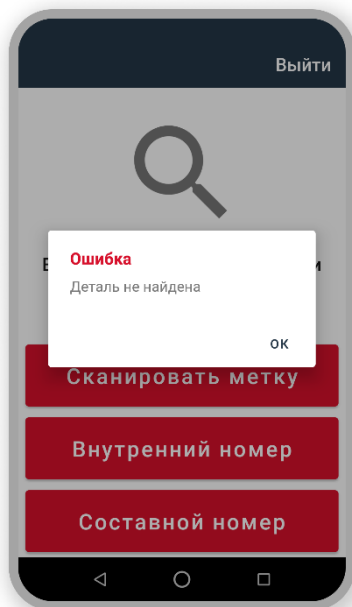 Выйти
Ошибка
Деталь не найдена
ОК
Сканировать метку
Внутренний номер
Составной номер